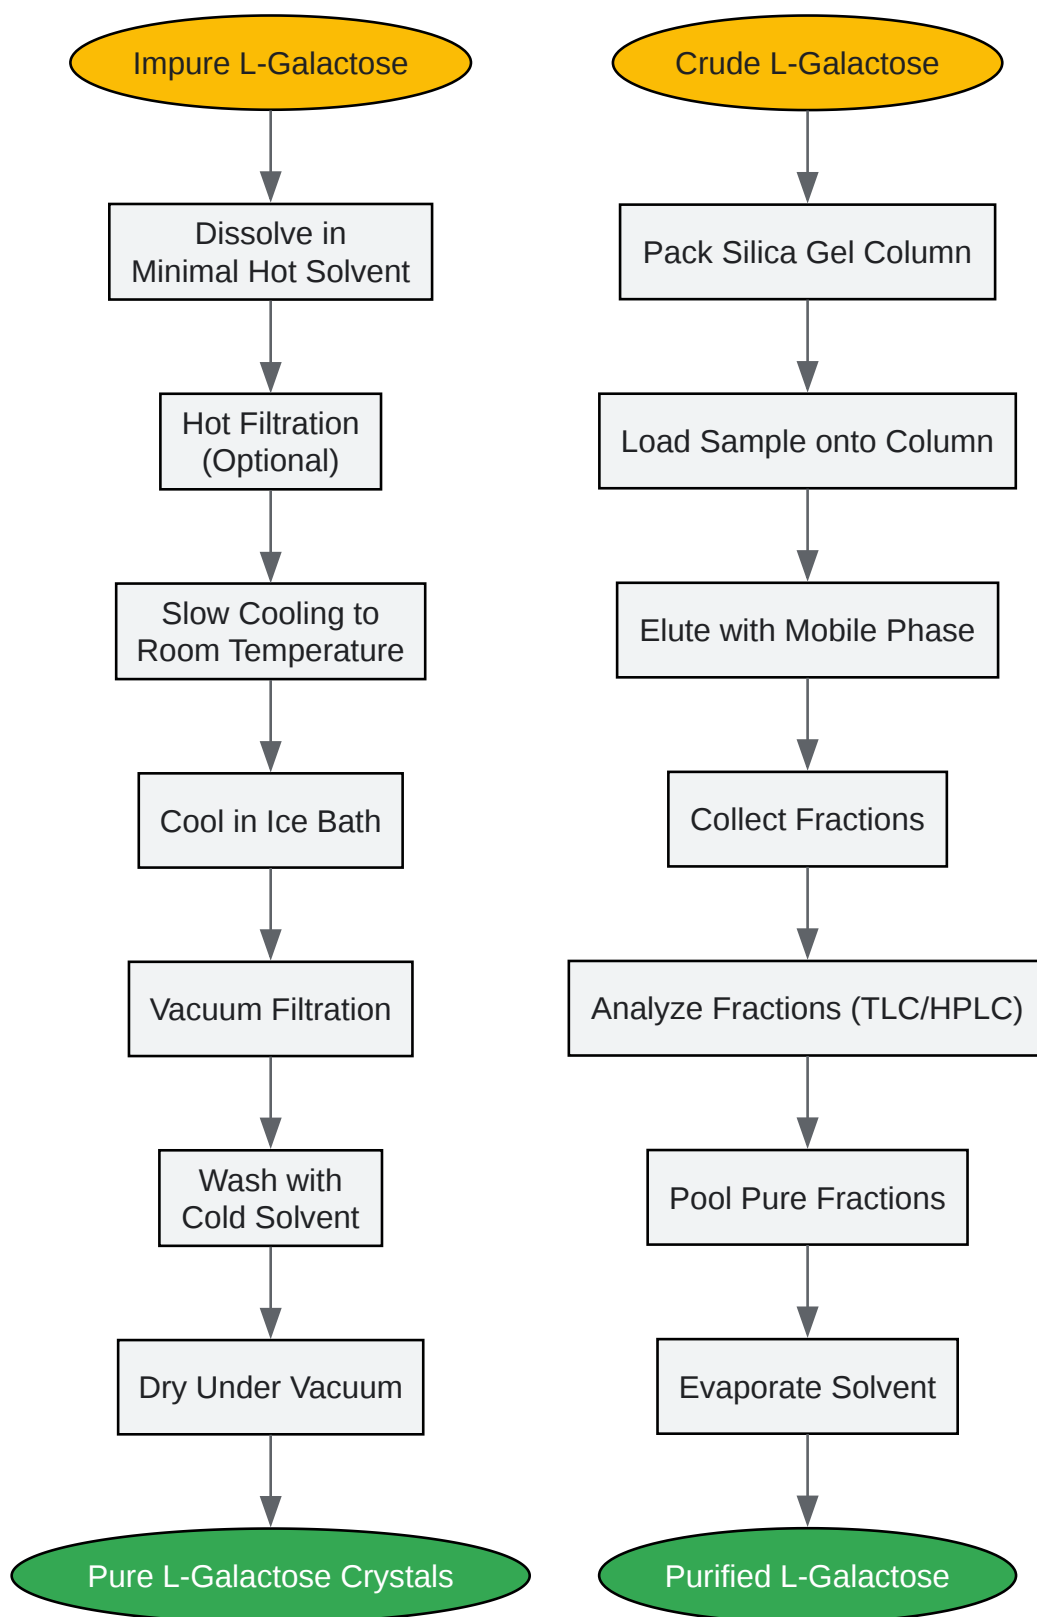 Impure L-Galactose
Dissolve in
Minimal Hot Solvent
Hot Filtration
(Optional)
Slow Cooling to
Room Temperature
Cool in Ice Bath
Vacuum Filtration
Wash with
Cold Solvent
Dry Under Vacuum
Pure L-Galactose Crystals
Crude L-Galactose
Pack Silica Gel Column
Load Sample onto Column
Elute with Mobile Phase
Collect Fractions
Analyze Fractions (TLC/HPLC)
Pool Pure Fractions
Evaporate Solvent
Purified L-Galactose